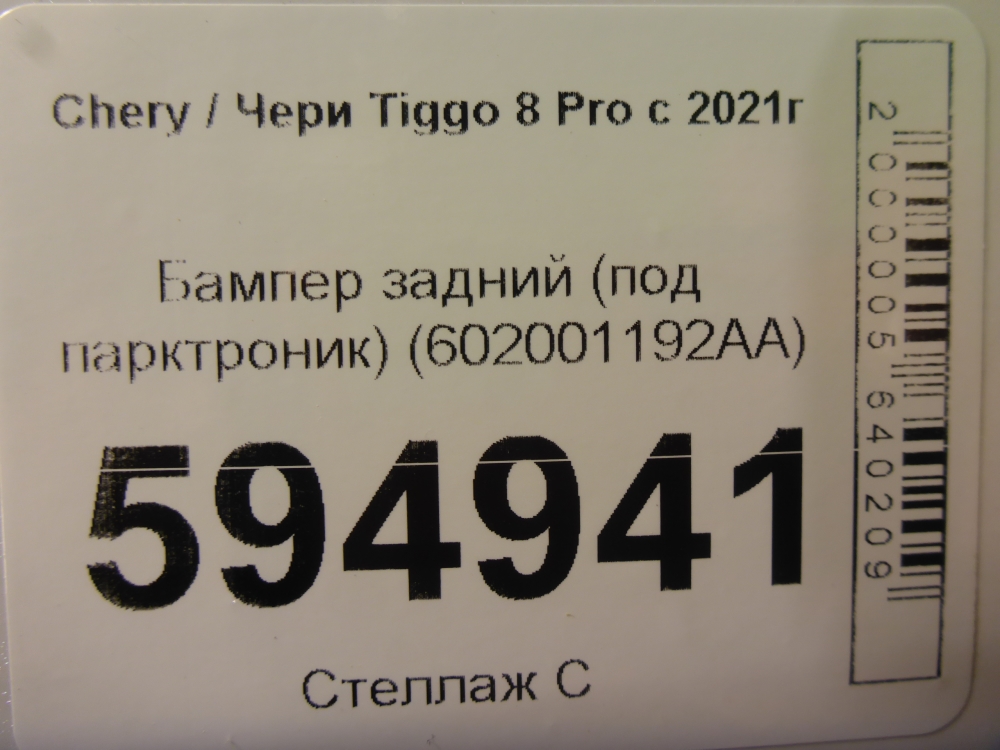 Chery / Чери Tiggo 8 Pro с 2021г
Бампер задний (под
парктроник) (602001192AA)
594941
Стеллаж С
2000005640209